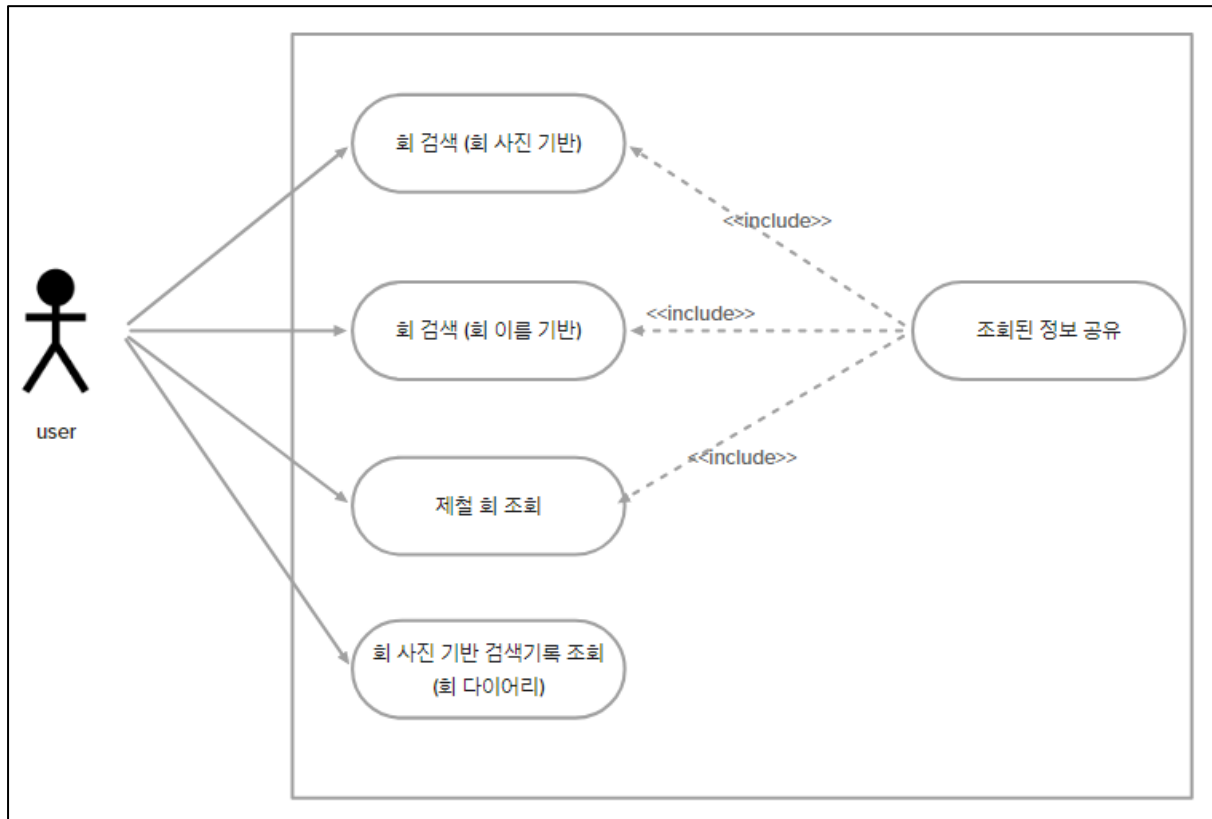 회 검색 (회 사진 기반)
<<include>>
<<include>>
회 검색 (회 이름 기반)
조회된 정보 공유
user
<<include>>
제철 회 조회
회 사진 기반 검색기록 조회
(회 다이어리)